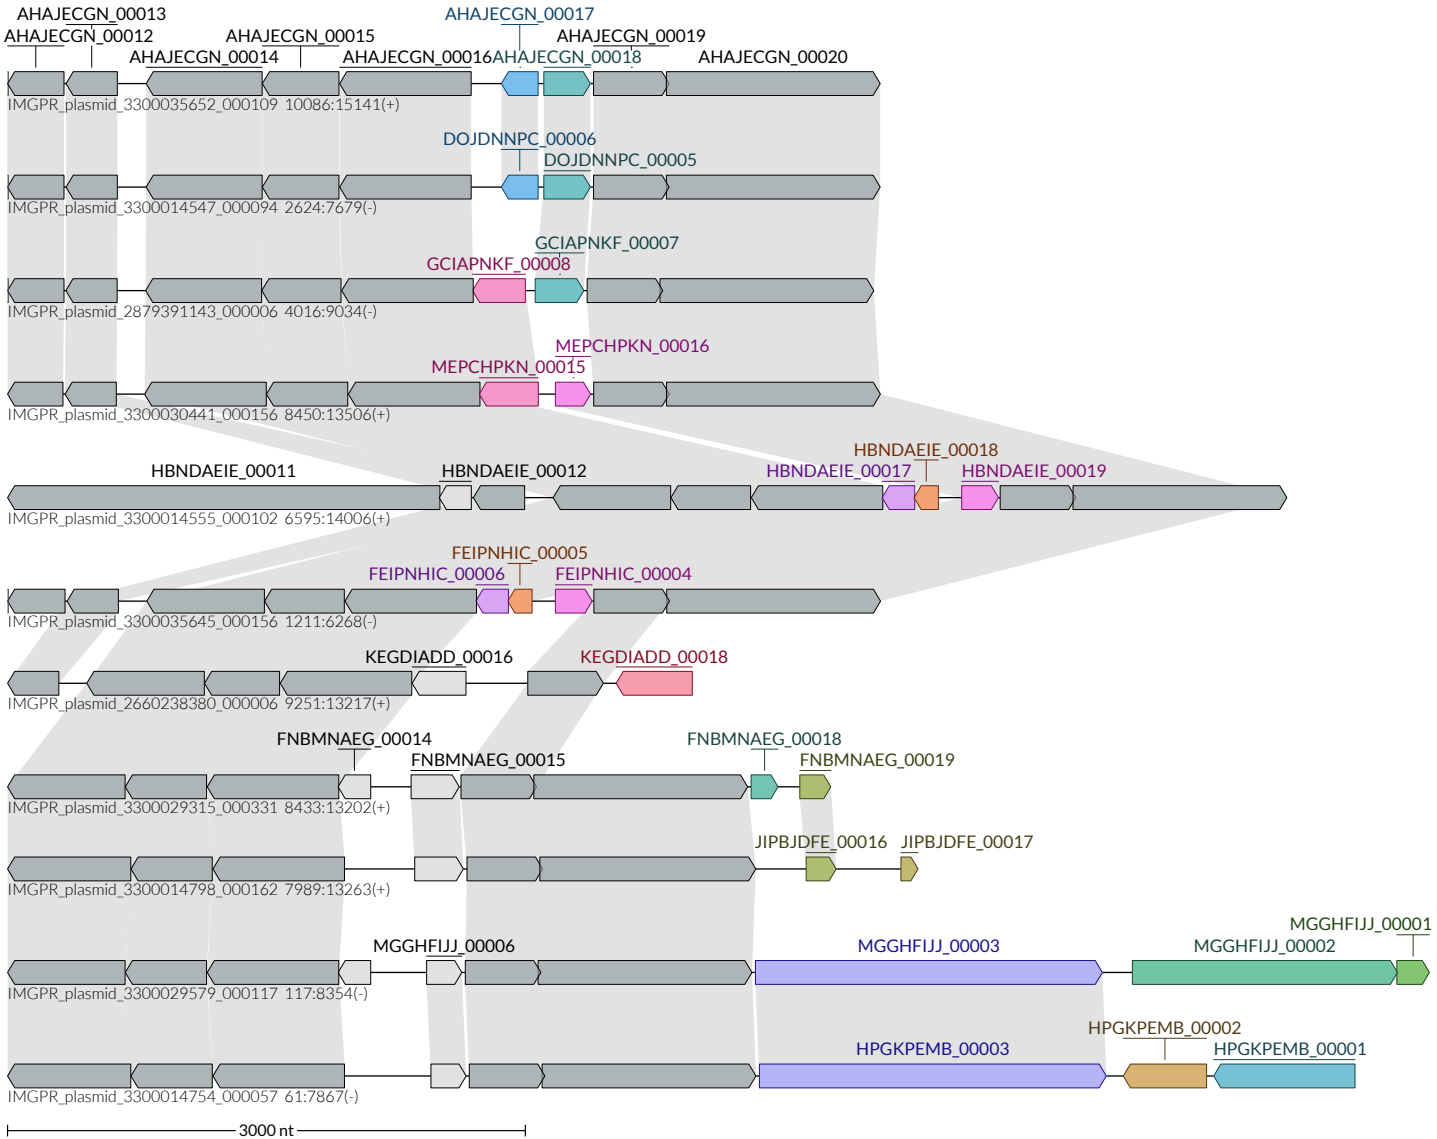 AHAJECGN_00013
AHAJECGN_00012 AHAJECGN_00015 AHAJECGN_00017 AHAJECGN_00019
AHAJECGN_00014 AHAJECGN_00016 AHAJECGN_00018 AHAJECGN_00020
IMGPR_plasmid_3300035652_000109 10086:15141(+)
DOJDNNPC_00006
DOJDNNPC_00005
IMGPR_plasmid_3300014547_000094 2624:7679(-)
GCIAPNKF_00007
GCIAPNKF_00008
IMGPR_plasmid_2879391143_000006 4016:9034(-)
MEPCHPKN_00016
MEPCHPKN_00015
IMGPR_plasmid_3300030441_000156 8450:13506(+)
HBNDAEIE_00018
HBNDAEIE_00011 HBNDAEIE_00012 HBNDAEIE_00017 HBNDAEIE_00019
IMGPR_plasmid_3300014555_000102 6595:14006(+)
FEIPNHIC_00005
FEIPNHIC_00006 FEIPNHIC_00004
IMGPR_plasmid_3300035645_000156 1211:6268(-)
KEGDIADD_00016 KEGDIADD_00018
IMGPR_plasmid_2660238380_000006 9251:13217(+)
FNBMNAEG_00014 FNBMNAEG_00018
FNBMNAEG_00015 FNBMNAEG_00019
IMGPR_plasmid_3300029315_000331 8433:13202(+)
JIPBJDFE_00016 JIPBJDFE_00017
IMGPR_plasmid_3300014798_000162 7989:13263(+)
MGGHFIJJ_00001
MGGHFIJJ_00006 MGGHFIJJ_00003 MGGHFIJJ_00002
IMGPR_plasmid_3300029579_000117 117:8354(-)
HPGKPEMB_00002
HPGKPEMB_00003 HPGKPEMB_00001
IMGPR_plasmid_3300014754_000057 61:7867(-)
3000 nt